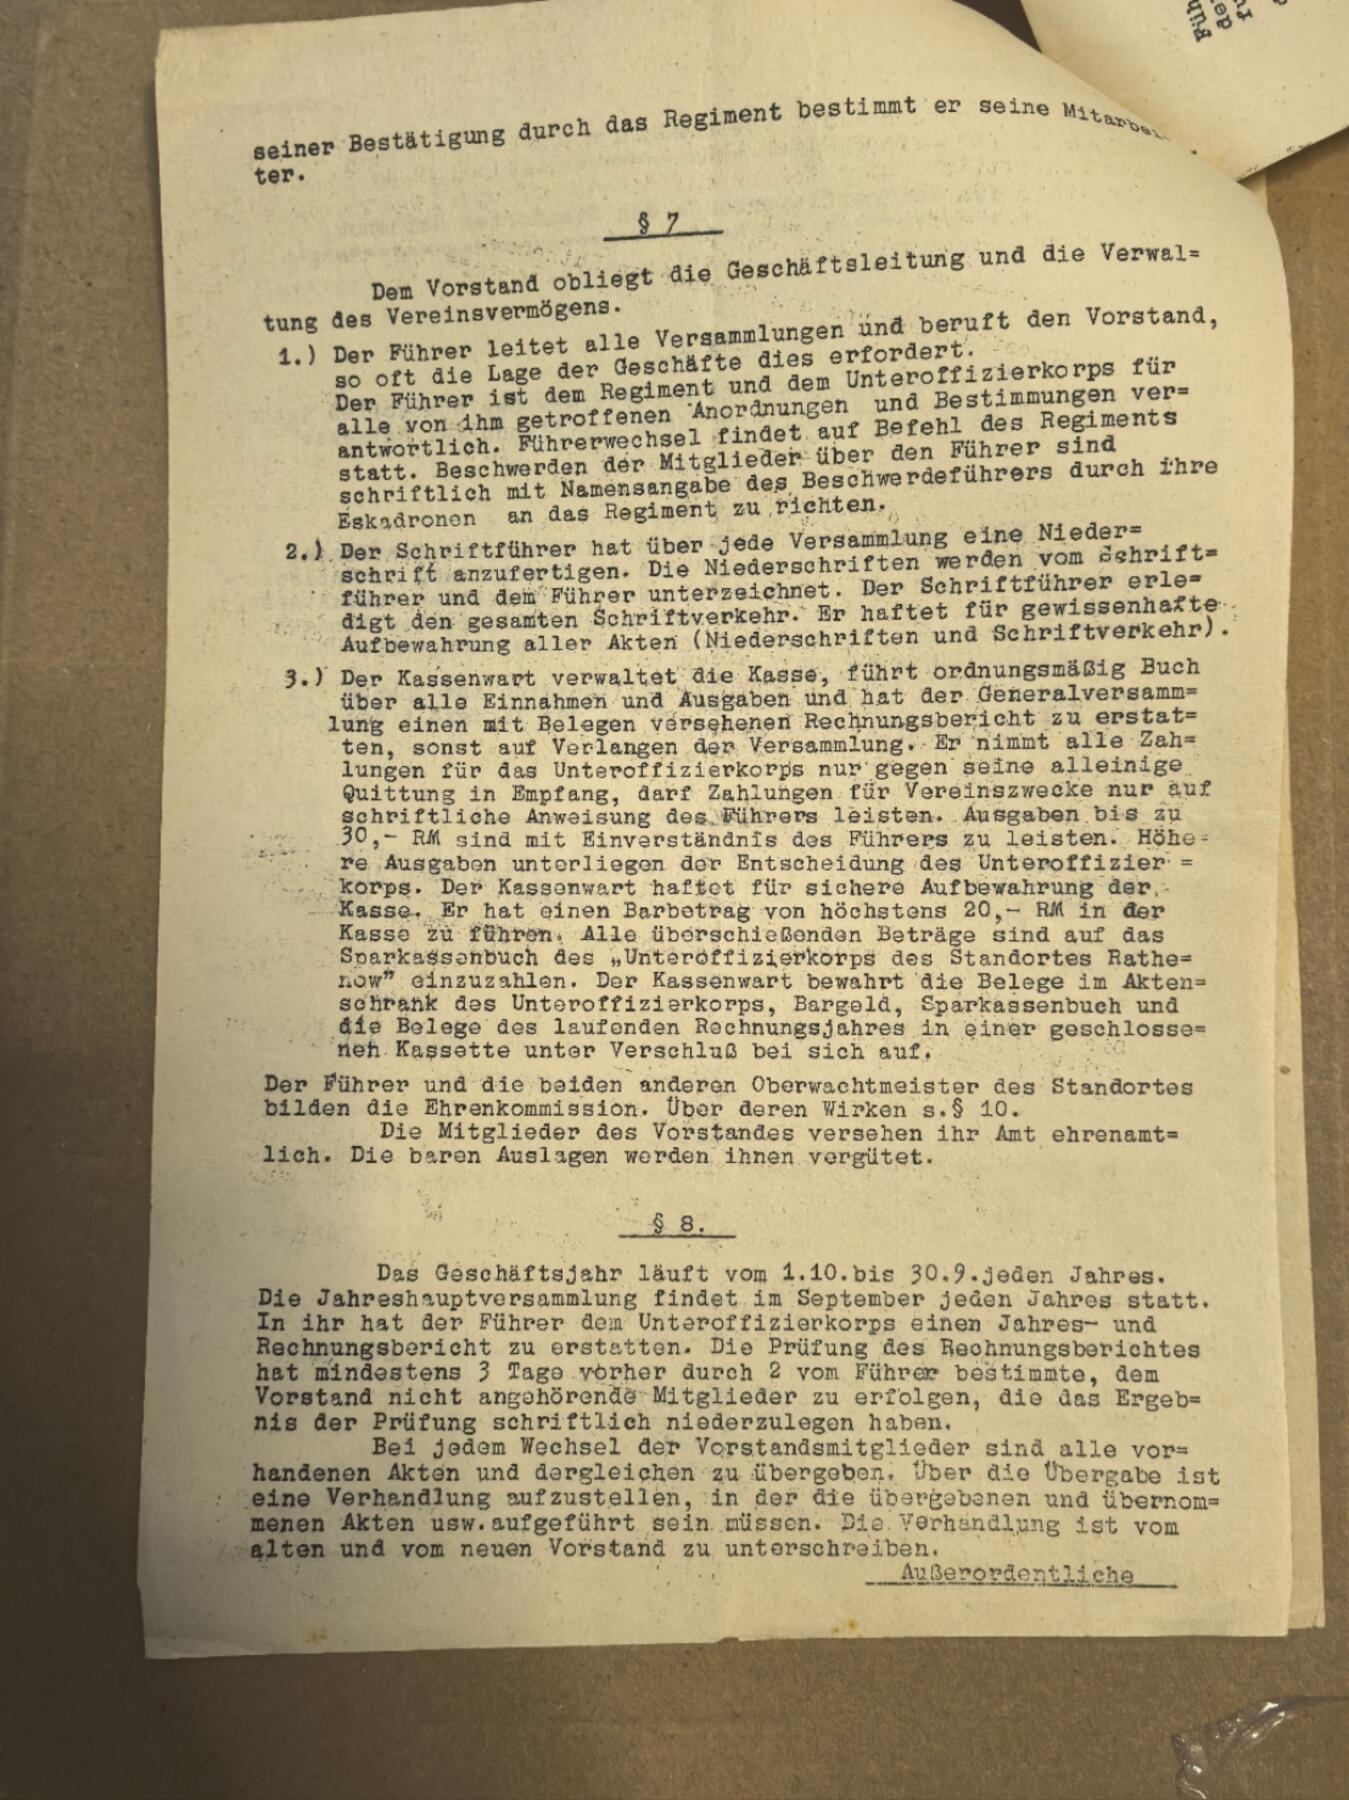 seiner Bestätigung durch das Regiment bestimmt er seine Mitarbei
ter.
§ 7
Dem Vorstand obliegt die Geschäftsleitung und die Verwal=
tung des Vereinsvermögens.
1.) Der Führer leitet alle Versammlungen und beruft den Vorstand,
so oft die Lage der Geschäfte dies erfordert.
Der Führer ist dem Regiment und dem Unteroffizierkorps für
alle von ihm getroffenen Anordnungen und Bestimmungen ver=
antwortlich. Führerwechsel findet auf Befehl des Regiments
statt. Beschwerden der Mitglieder über den Führer sind
schriftlich mit Namensangabe des Beschwerdeführers durch ihre
Eskadronen an das Regiment zu richten.
2.) Der Schriftführer hat über jede Versammlung eine Nieder=
schrift anzufertigen. Die Niederschriften werden vom Schrift=
führer und dem Führer unterzeichnet. Der Schriftführer erle=
digt den gesamten Schriftverkehr. Er haftet für gewissenhafte
Aufbewahrung aller Akten (Niederschriften und Schriftverkehr).
3.) Der Kassenwart verwaltet die Kasse, führt ordnungsmäßig Buch
über alle Einnahmen und Ausgaben und hat der Generalversamm=
lung einen mit Belegen versehenen Rechnungsbericht zu erstat=
ten, sonst auf Verlangen der Versammlung. Er nimmt alle Zah=
lungen für das Unteroffizierkorps nur gegen seine alleinige
Quittung in Empfang, darf Zahlungen für Vereinszwecke nur auf
schriftliche Anweisung des Führers leisten. Ausgaben bis zu
30,- RM sind mit Einverständnis des Führers zu leisten. Höhe=
re Ausgaben unterliegen der Entscheidung des Unteroffizier =
korps. Der Kassenwart haftet für sichere Aufbewahrung der
Kasse. Er hat einen Barbetrag von höchstens 20,- RM in der
Kasse zu führen. Alle überschießenden Beträge sind auf das
Sparkassenbuch des „Unteroffizierkorps des Standortes Rathe=
now” einzuzahlen. Der Kassenwart bewahrt die Belege im Akten=
schrank des Unteroffizierkorps, Bargeld, Sparkassenbuch und
die Belege des laufenden Rechnungsjahres in einer geschlosse=
nen Kassette unter Verschluß bei sich auf.
Der Führer und die beiden anderen Oberwachtmeister des Standortes
bilden die Ehrenkommission. Über deren Wirken s.§ 10.
Die Mitglieder des Vorstandes versehen ihr Amt ehrenamt=
lich. Die baren Auslagen werden ihnen vergütet.
§ 8.
Das Geschäftsjahr läuft vom 1.10.bis 30.9.jeden Jahres.
Die Jahreshauptversammlung findet im September jeden Jahres statt.
In ihr hat der Führer dem Unteroffizierkorps einen Jahres- und
Rechnungsbericht zu erstatten. Die Prüfung des Rechnungsberichtes
hat mindestens 3 Tage vorher durch 2 vom Führer bestimmte, dem
Vorstand nicht angehörende Mitglieder zu erfolgen, die das Ergeb=
nis der Prüfung schriftlich niederzulegen haben.
Bei jedem Wechsel der Vorstandsmitglieder sind alle vor=
handenen Akten und dergleichen zu übergeben. Über die Übergabe ist
eine Verhandlung aufzustellen, in der die übergebenen und übernom=
menen Akten usw.aufgeführt sein müssen. Die Verhandlung ist vom
alten und vom neuen Vorstand zu unterschreiben.
Außerordentliche